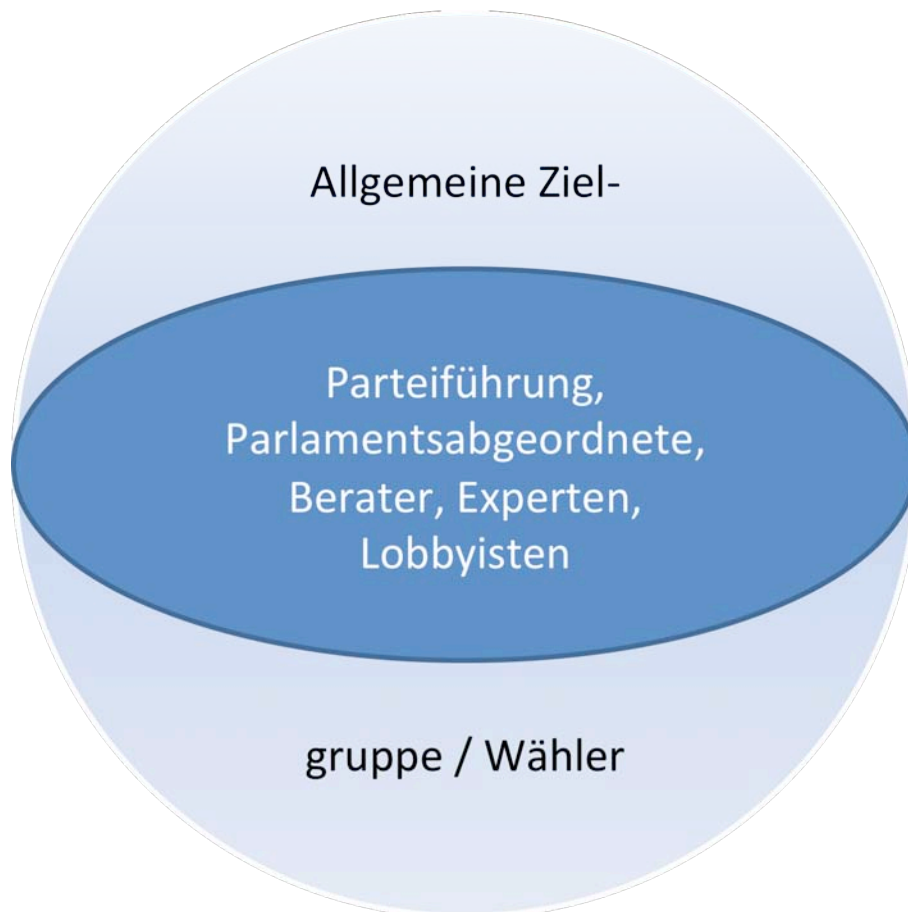 Allgemeine Ziel-
Parteiführung,
Parlamentsabgeordnete,
Berater, Experten,
Lobbyisten
gruppe / Wähler